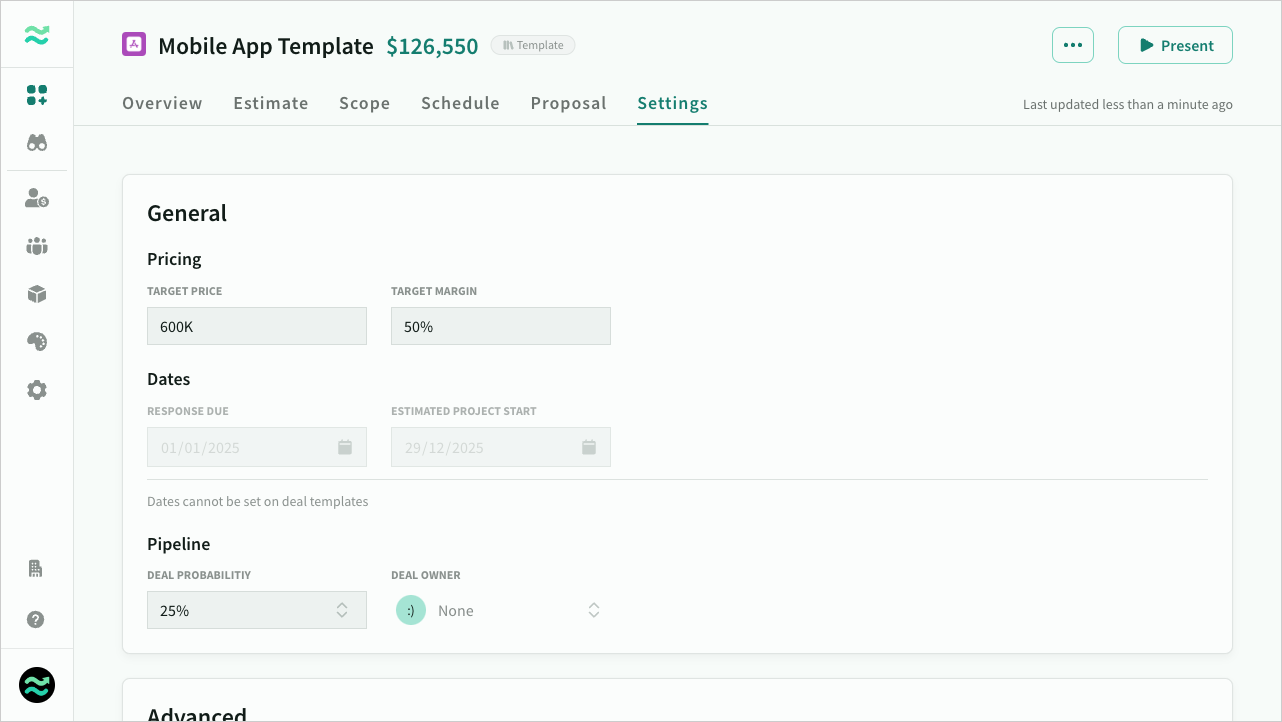 Mobile App Template $126,550 Template
Present
Overview Estimate Scope Schedule Proposal Settings
Last updated less than a minute ago
General
Pricing
TARGET PRICE TARGET MARGIN
600K 50%
Dates
RESPONSE DUE ESTIMATED PROJECT START
01/01/2025 29/12/2025
Dates cannot be set on deal templates
Pipeline
DEAL PROBABILITIY DEAL OWNER
25% :) None
Advanced